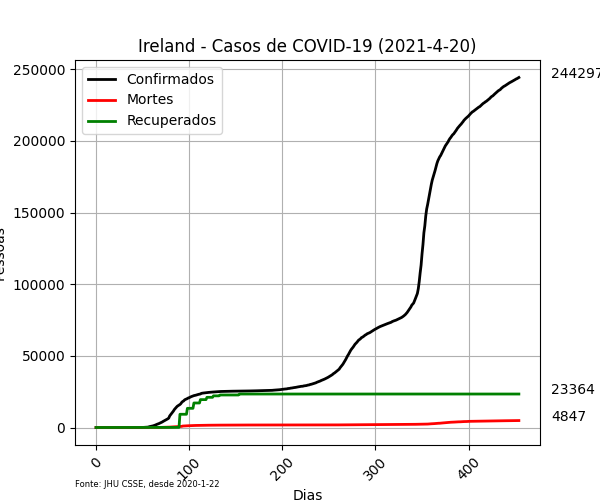 Ireland - Casos de COVID-19 (2021-4-20)
Confirmados
Mortes
Recuperados
250000
200000
150000
100000
50000
0
244297
23364
4847
0
100
200
300
400
Dias
Fonte: JHU CSSE, desde 2020-1-22